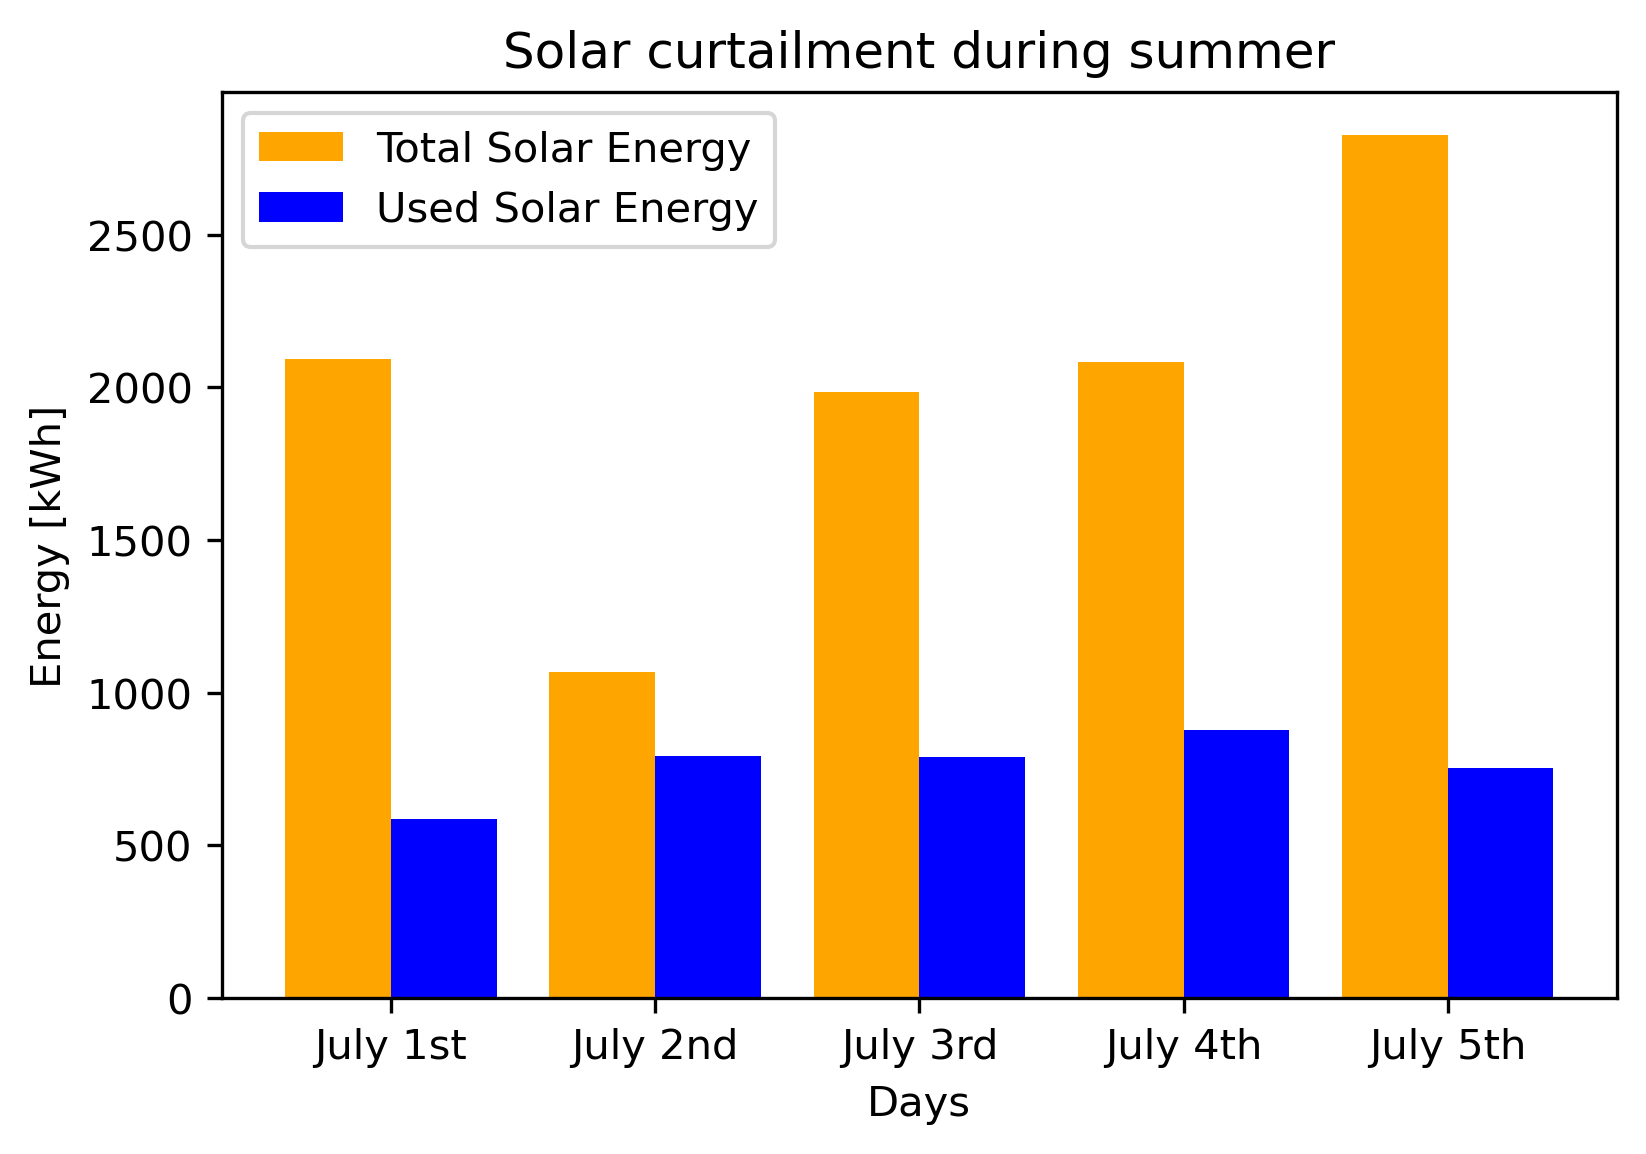 Solar curtailment during summer
Total Solar Energy
Used Solar Energy
Energy [kWh]
2500
2000
1500
1000
500
0
July 1st July 2nd July 3rd July 4th July 5th
Days